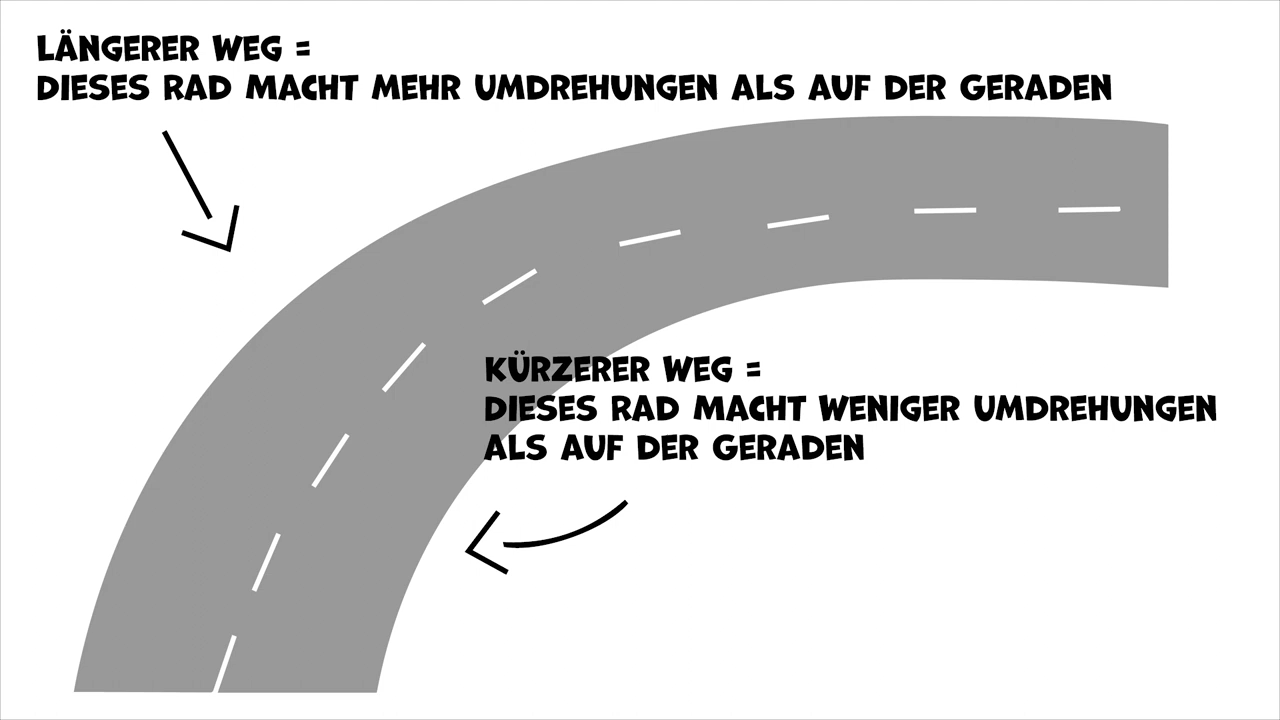 LÄNGERER WEG =
DIESES RAD MACHT MEHR UMDREHUNGEN ALS AUF DER GERADEN
KÜRZERER WEG =
DIESES RAD MACHT WENIGER UMDREHUNGEN
ALS AUF DER GERADEN